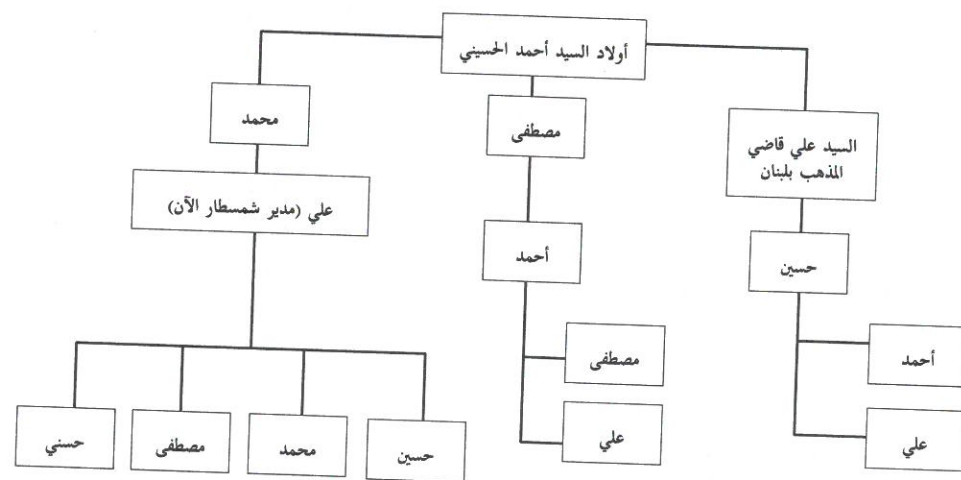 أولاد السيد أحمد الحسيني
السيد علي قاضي
المذهب بلبنان
مصطفى
محمد
علي (مدير شمسطار الآن)
حسين
أحمد
أحمد
مصطفى
علي
علي
حسين
محمد
مصطفى
حسني